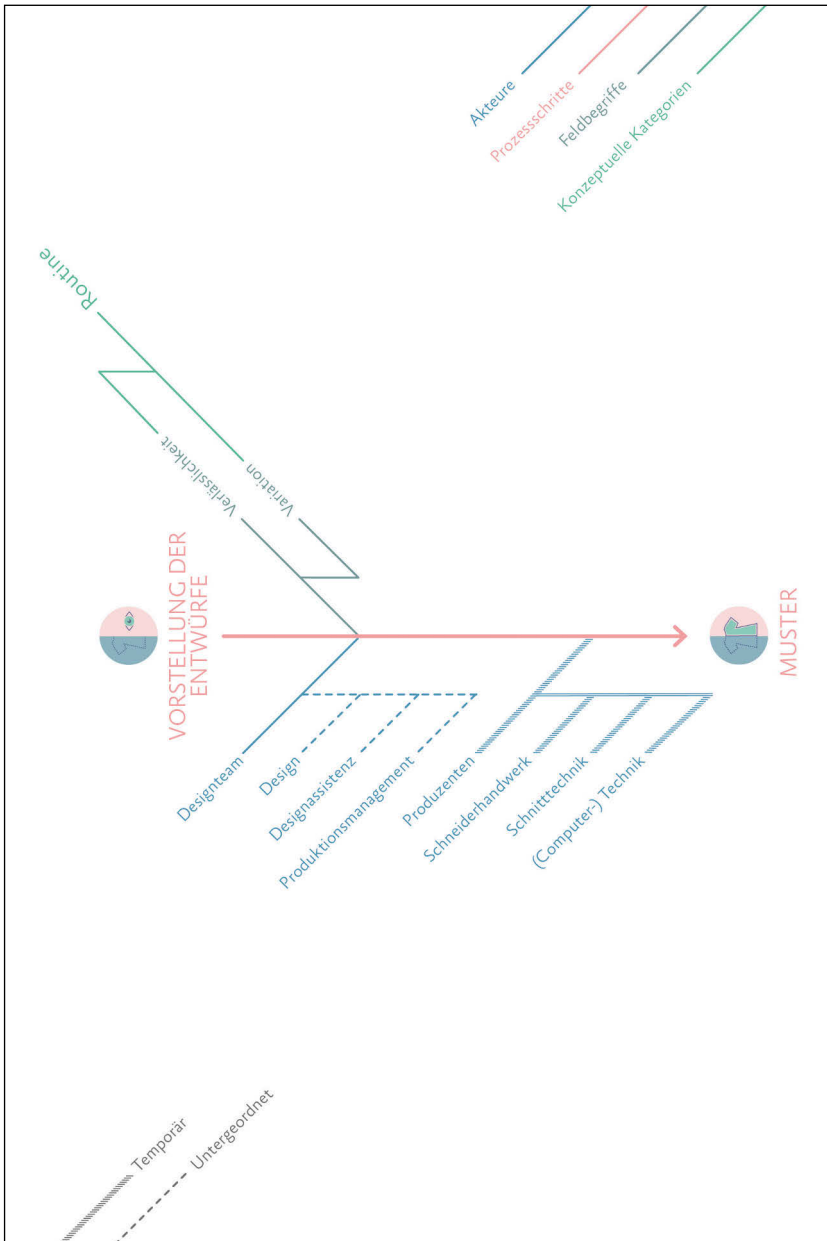 Akteure
Prozessschritte
Feldbegriffe
Konzeptuelle Kategorien
Routine
Verlässlichkeit
Variation
VORSTELLUNG DER
ENTWÜRFE
MUSTER
Designteam
Design
Designassistenz
Produktionsmanagement
Produzenten
Schneiderhandwerk
Schnitttechnik
(Computer-) Technik
Temporär
Untergeordnet